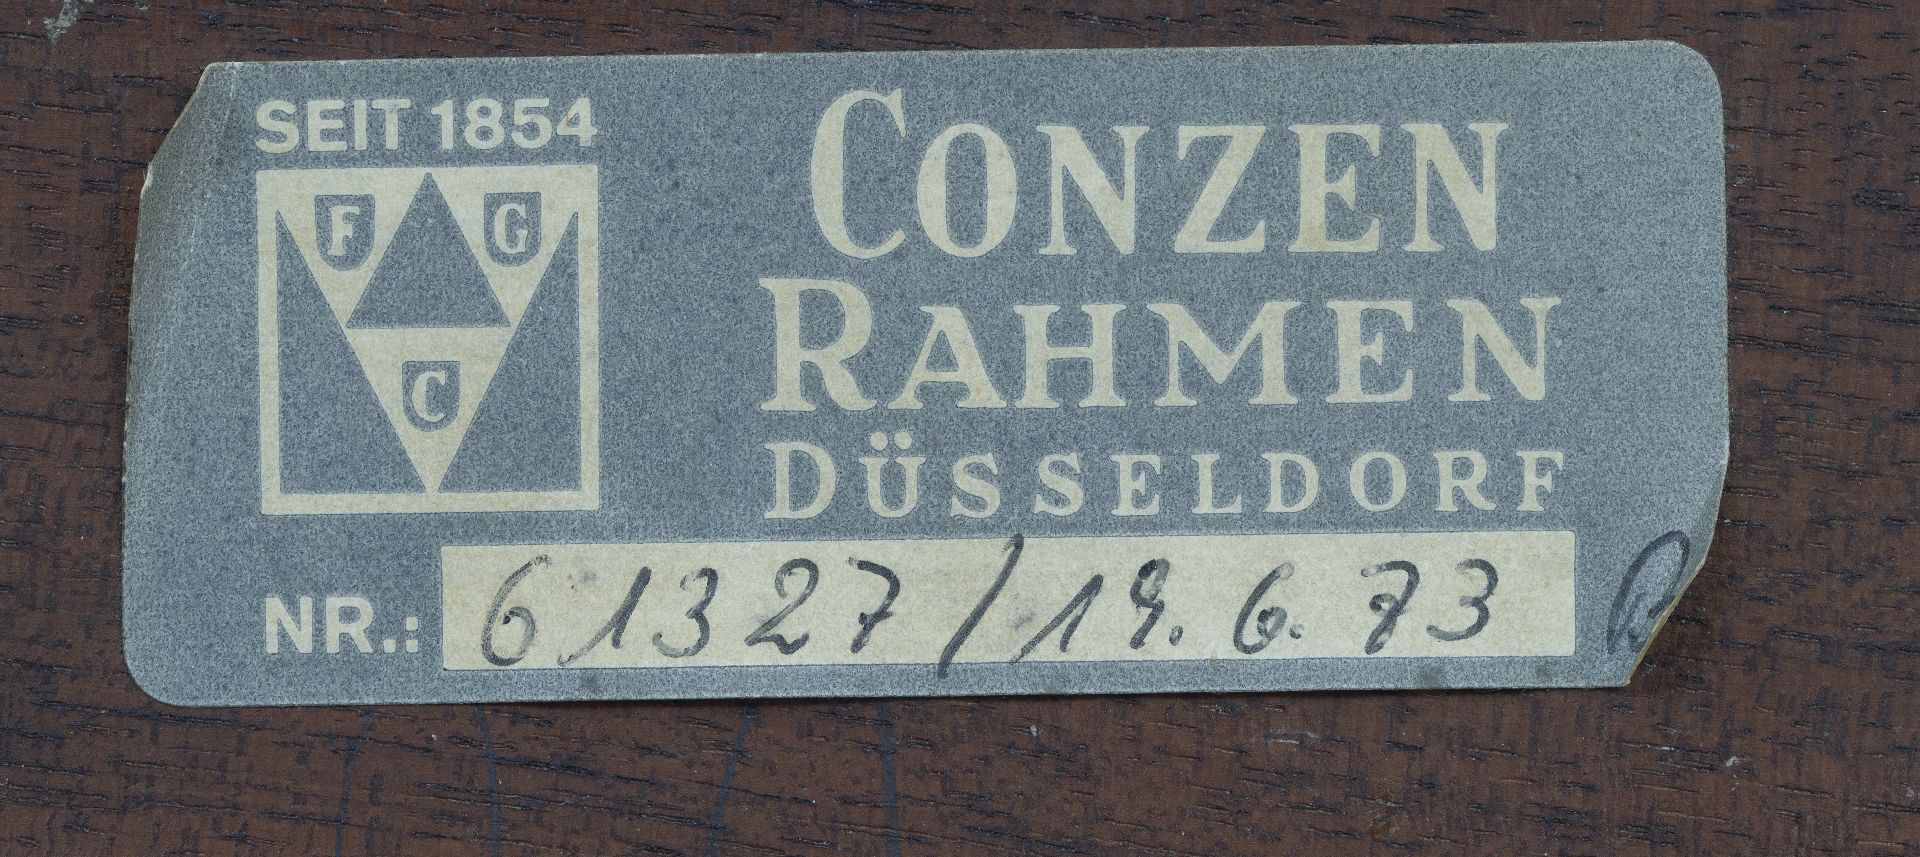 SEIT 1854
F G
C
CONZEN
RAHMEN
DÜSSELDORF
NR.: 61327/19.6.73